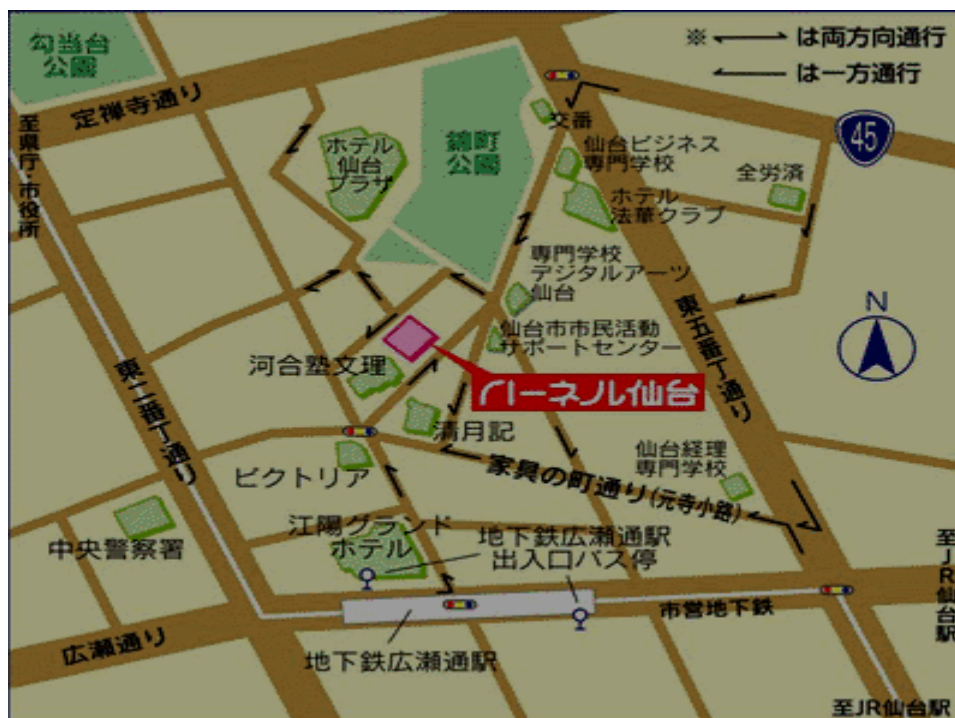 勾当台
公園
※ は両方向通行
は一方通行
定禅寺通り
至県庁・市役所
ホテル
仙台
プラザ
錦町
公園
交番
45
仙台ビジネス
専門学校
全労済
ホテル
法華クラブ
専門学校
デジタルアーツ
仙台
N
仙台市市民活動
サポートセンター
東五番丁通り
河合塾文理
ハーネル仙台
東二番丁通り
清月記
ビクトリア
家具の町通り(元寺小路)
仙台経理
専門学校
中央警察署
江陽グランド
ホテル
地下鉄広瀬通駅
出入口バス停
至JR仙台駅
市営地下鉄
広瀬通り
地下鉄広瀬通駅
至JR仙台駅